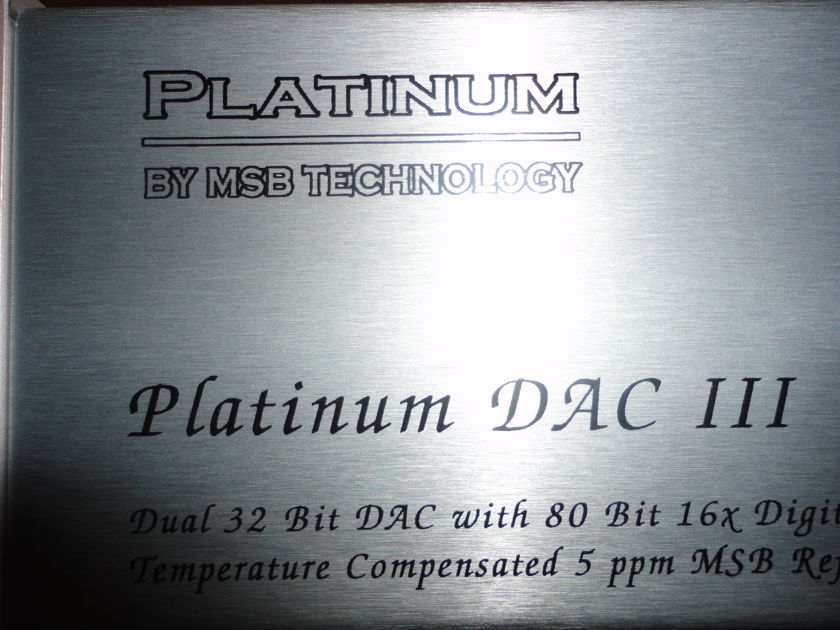 PLATINUM
BY MSB TECHNOLOGY
Platinum DAC III
Dual 32 Bit DAC with 80 Bit 16x Digit
Temperature Compensated 5 ppm MSB Ref